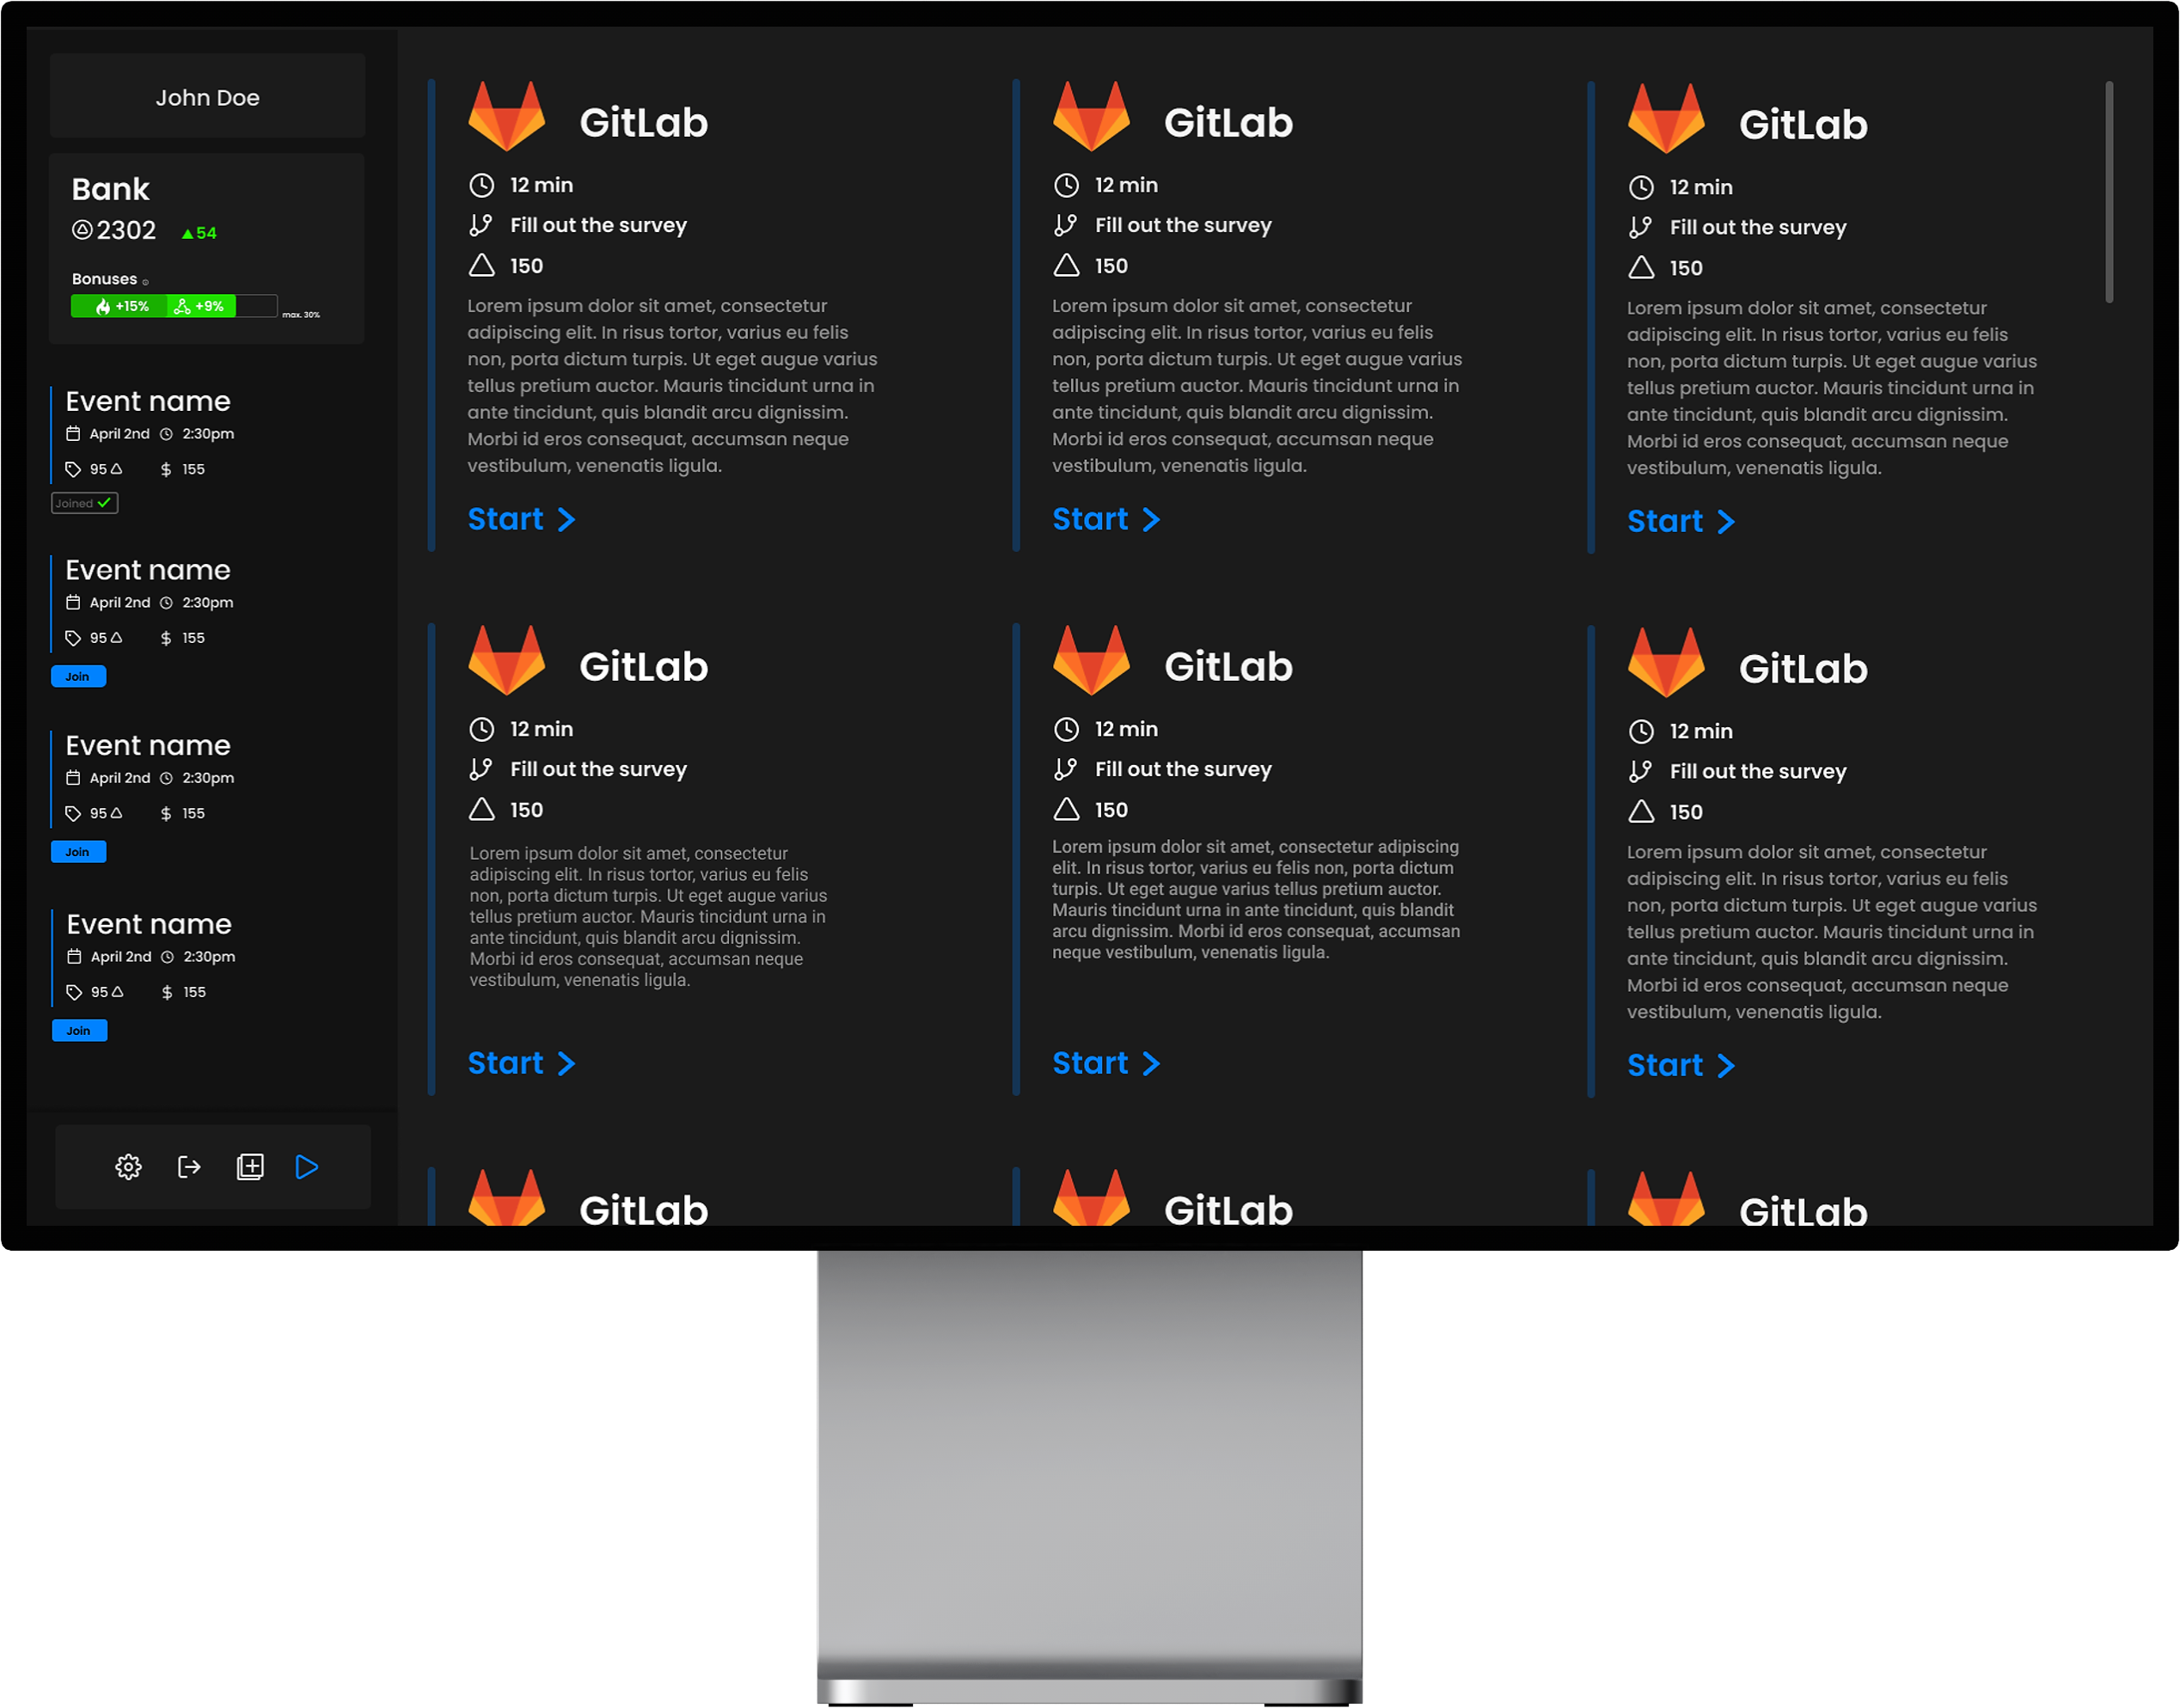 John Doe
Bank
2302 ▲54
Bonuses
+15% +9% max. 30%
Event name
April 2nd 2:30pm
95 $ 155
Joined
Event name
April 2nd 2:30pm
95 $ 155
Join
Event name
April 2nd 2:30pm
95 $ 155
Join
Event name
April 2nd 2:30pm
95 $ 155
Join
GitLab
12 min
Fill out the survey
150
Lorem ipsum dolor sit amet, consectetur
adipiscing elit. In risus tortor, varius eu felis
non, porta dictum turpis. Ut eget augue varius
tellus pretium auctor. Mauris tincidunt urna in
ante tincidunt, quis blandit arcu dignissim.
Morbi id eros consequat, accumsan neque
vestibulum, venenatis ligula.
Start
GitLab
12 min
Fill out the survey
150
Lorem ipsum dolor sit amet, consectetur
adipiscing elit. In risus tortor, varius eu felis
non, porta dictum turpis. Ut eget augue varius
tellus pretium auctor. Mauris tincidunt urna in
ante tincidunt, quis blandit arcu dignissim.
Morbi id eros consequat, accumsan neque
vestibulum, venenatis ligula.
Start
GitLab
12 min
Fill out the survey
150
Lorem ipsum dolor sit amet, consectetur
adipiscing elit. In risus tortor, varius eu felis
non, porta dictum turpis. Ut eget augue varius
tellus pretium auctor. Mauris tincidunt urna in
ante tincidunt, quis blandit arcu dignissim.
Morbi id eros consequat, accumsan neque
vestibulum, venenatis ligula.
Start
GitLab
12 min
Fill out the survey
150
Lorem ipsum dolor sit amet, consectetur
adipiscing elit. In risus tortor, varius eu felis
non, porta dictum turpis. Ut eget augue varius
tellus pretium auctor. Mauris tincidunt urna in
ante tincidunt, quis blandit arcu dignissim.
Morbi id eros consequat, accumsan neque
vestibulum, venenatis ligula.
Start
GitLab
12 min
Fill out the survey
150
Lorem ipsum dolor sit amet, consectetur adipiscing
elit. In risus tortor, varius eu felis non, porta dictum
turpis. Ut eget augue varius tellus pretium auctor.
Mauris tincidunt urna in ante tincidunt, quis blandit
arcu dignissim. Morbi id eros consequat, accumsan
neque vestibulum, venenatis ligula.
Start
GitLab
12 min
Fill out the survey
150
Lorem ipsum dolor sit amet, consectetur
adipiscing elit. In risus tortor, varius eu felis
non, porta dictum turpis. Ut eget augue varius
tellus pretium auctor. Mauris tincidunt urna in
ante tincidunt, quis blandit arcu dignissim.
Morbi id eros consequat, accumsan neque
vestibulum, venenatis ligula.
Start
GitLab
GitLab
GitLab